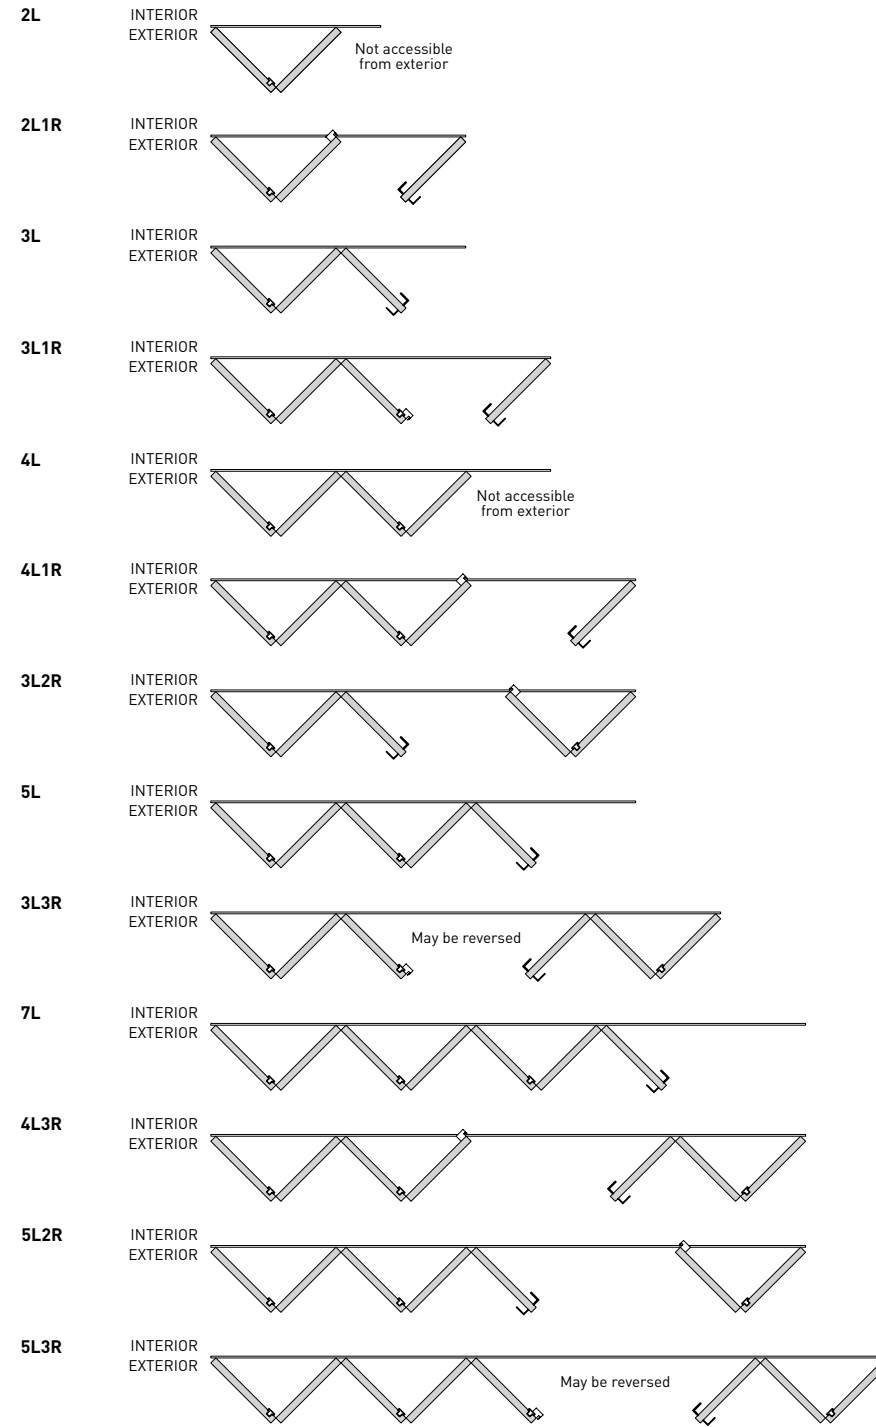 2L INTERIOR
EXTERIOR
Not accessible
from exterior
2L1R INTERIOR
EXTERIOR
3L INTERIOR
EXTERIOR
3L1R INTERIOR
EXTERIOR
4L INTERIOR
EXTERIOR
Not accessible
from exterior
4L1R INTERIOR
EXTERIOR
3L2R INTERIOR
EXTERIOR
5L INTERIOR
EXTERIOR
3L3R INTERIOR
EXTERIOR
May be reversed
7L INTERIOR
EXTERIOR
4L3R INTERIOR
EXTERIOR
5L2R INTERIOR
EXTERIOR
5L3R INTERIOR
EXTERIOR
May be reversed